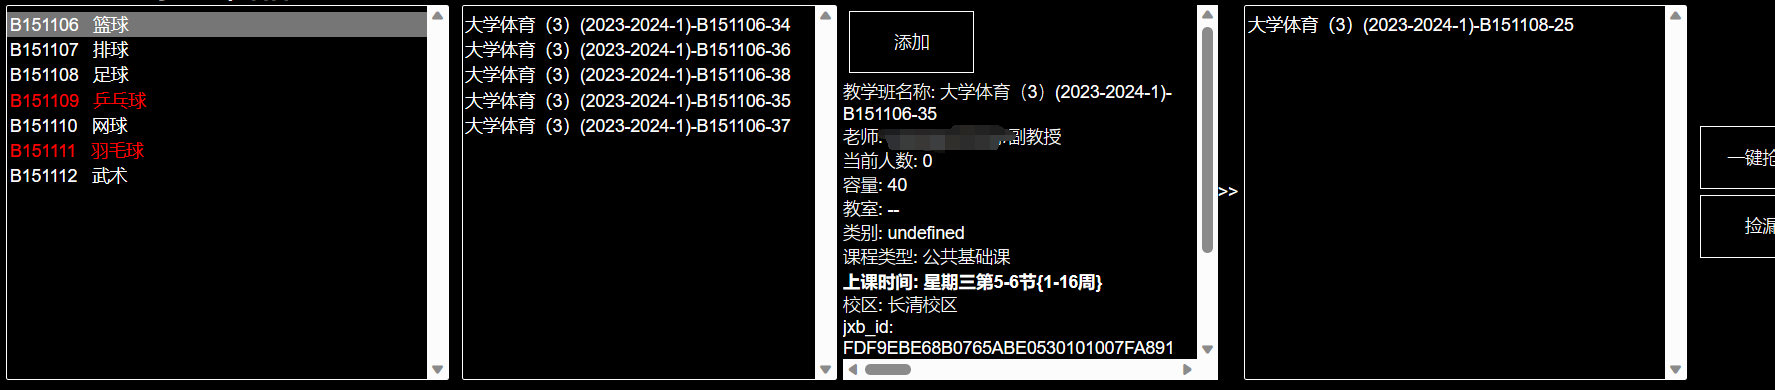 B151106 篮球
B151107 排球
B151108 足球
B151109 乒乓球
B151110 网球
B151111 羽毛球
B151112 武术
大学体育（3）(2023-2024-1)-B151106-34
大学体育（3）(2023-2024-1)-B151106-36
大学体育（3）(2023-2024-1)-B151106-38
大学体育（3）(2023-2024-1)-B151106-35
大学体育（3）(2023-2024-1)-B151106-37
添加
教学班名称: 大学体育（3）(2023-2024-1)-
B151106-35
老师: 副教授
当前人数: 0
容量: 40
教室: --
类别: undefined
课程类型: 公共基础课
上课时间: 星期三第5-6节{1-16周}
校区: 长清校区
jxb_id:
FDF9EBE68B0765ABE0530101007FA891
>>
大学体育（3）(2023-2024-1)-B151108-25
一键抢
捡漏